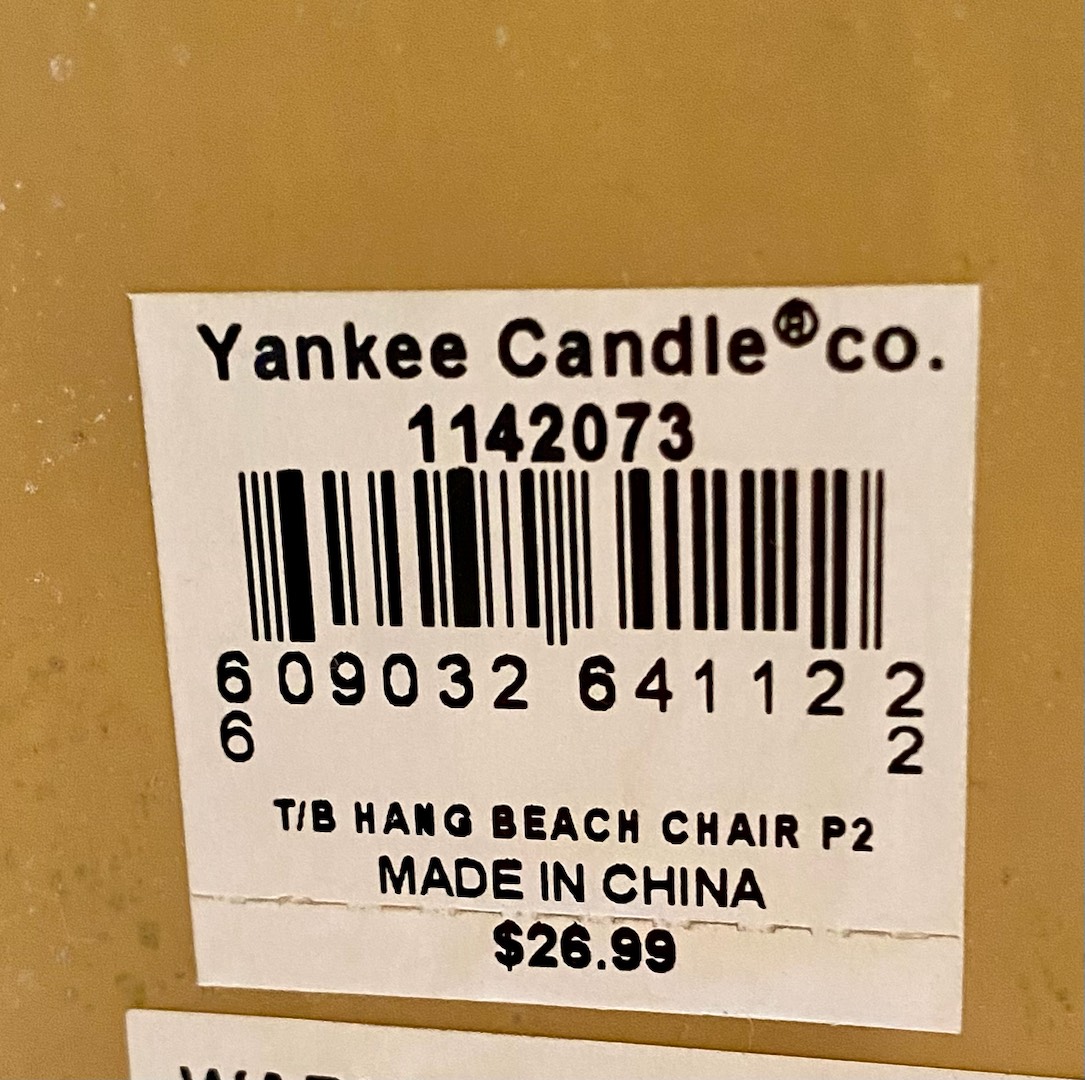 Yankee Candle®co.
1142073
6 09032 64112 2
6 2
T/B HANG BEACH CHAIR P2
MADE IN CHINA
$26.99